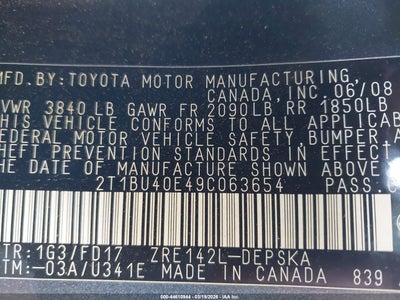 MFD.BY:TOYOTA MOTOR MANUFACTURING,
CANADA, INC. 06/08
GVWR 3840 LB GAWR FR 2090LB RR 1850LB
THIS VEHICLE CONFORMS TO ALL APPLICABLE
FEDERAL MOTOR VEHICLE SAFETY, BUMPER, A
THEFT PREVENTION STANDARDS IN EFFECT
THE DATE OF MANUFACTURE SHOWN ABOVE.
2T1BU40E49C063654 PASS.C
TR:1G3/FD17 ZRE142L-DEPSKA
TM:-03A/U341E MADE IN CANADA 839
000-44610944 - 03/19/2026 -